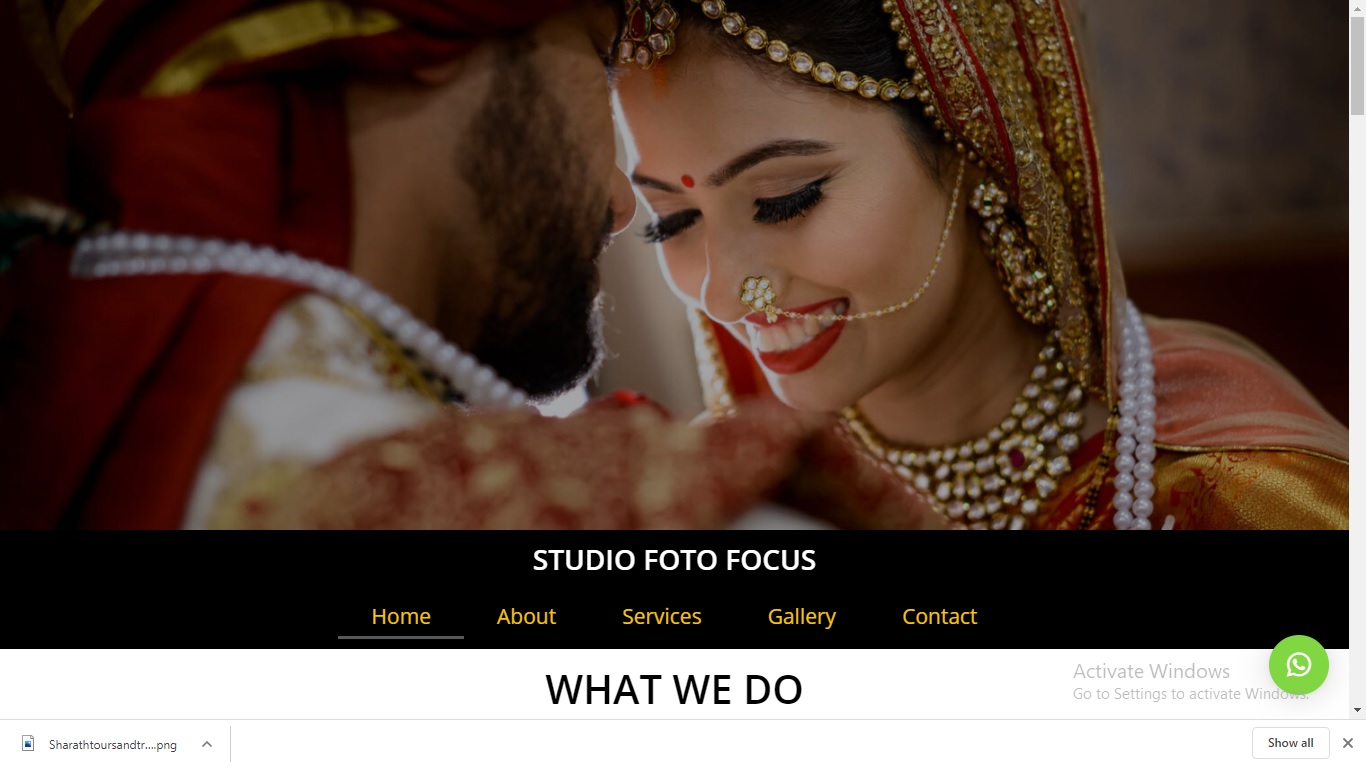 STUDIO FOTO FOCUS
Home About Services Gallery Contact
WHAT WE DO
Activate Windows
Go to Settings to activate Windows.
Sharathtoursandtr....png
Show all